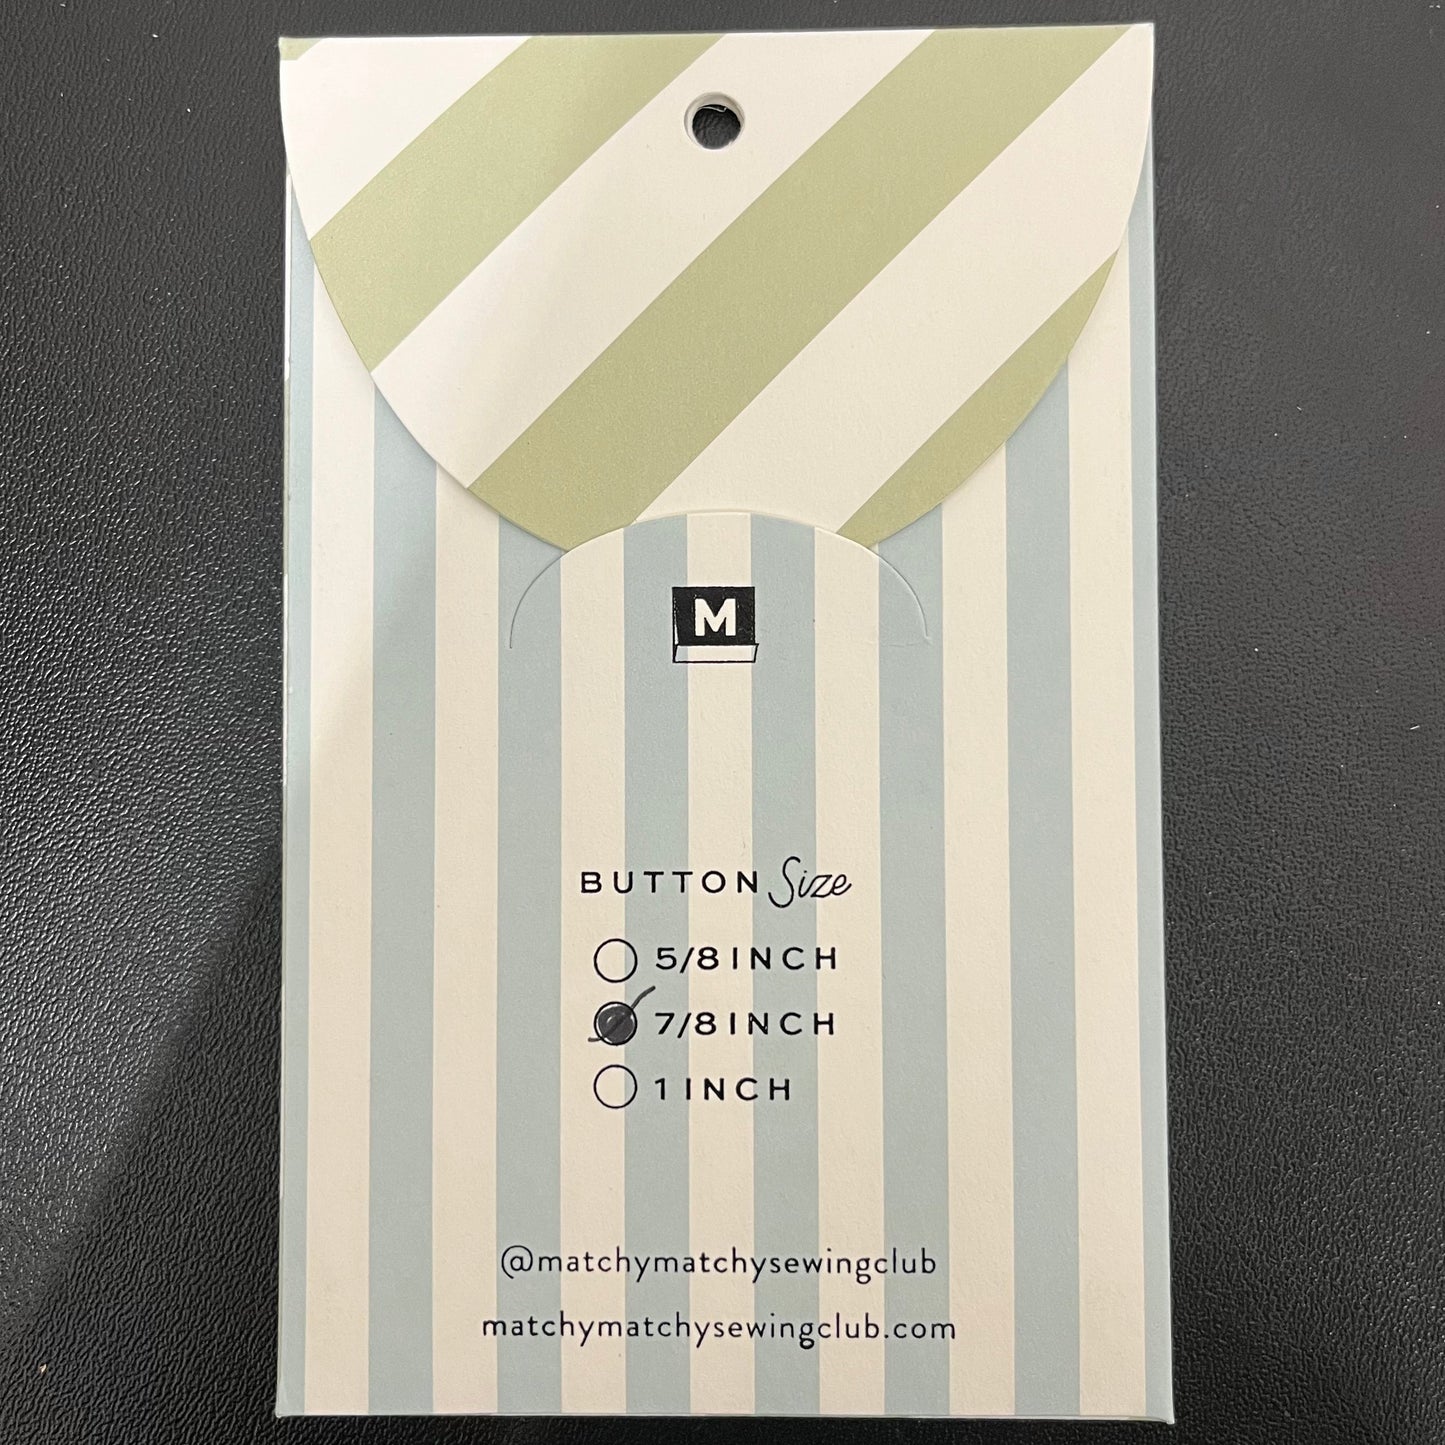 M
BUTTON Size
5/8 INCH
7/8 INCH
1 INCH
@matchymatchysewingclub
matchymatchysewingclub.com